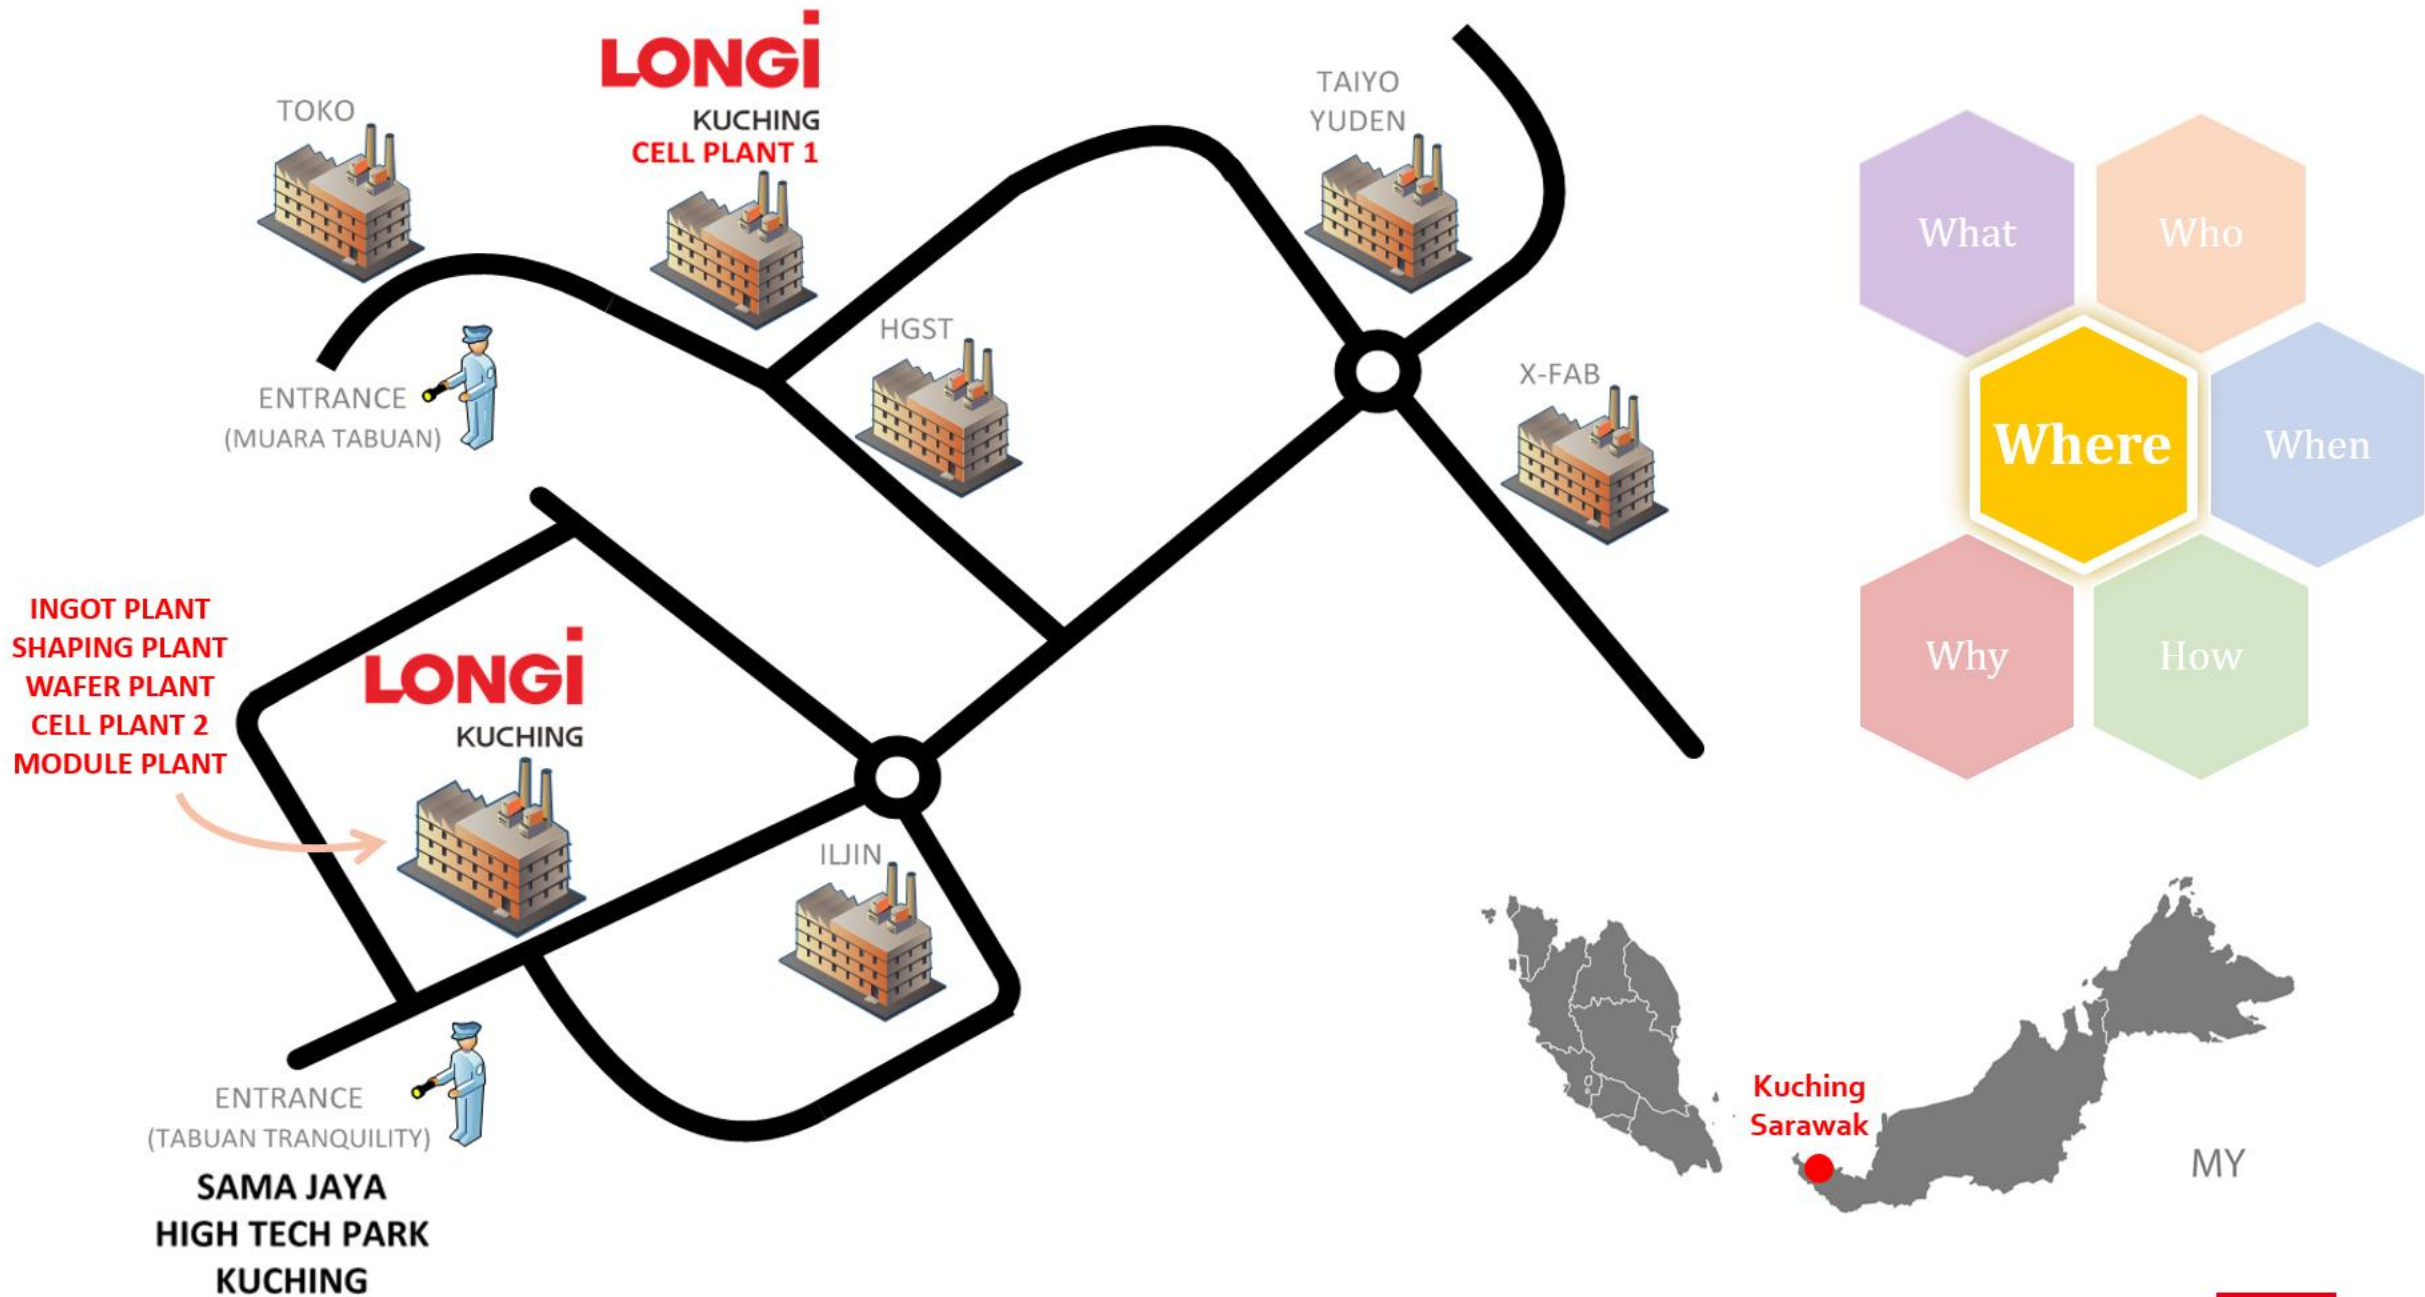 LONGi
KUCHING
CELL PLANT 1
TOKO
TAIYO
YUDEN
HGST
X-FAB
ENTRANCE
(MUARA TABUAN)
INGOT PLANT
SHAPING PLANT
WAFER PLANT
CELL PLANT 2
MODULE PLANT
LONGi
KUCHING
ILJIN
ENTRANCE
(TABUAN TRANQUILITY)
SAMA JAYA
HIGH TECH PARK
KUCHING
What
Who
Where
When
Why
How
Kuching
Sarawak
MY